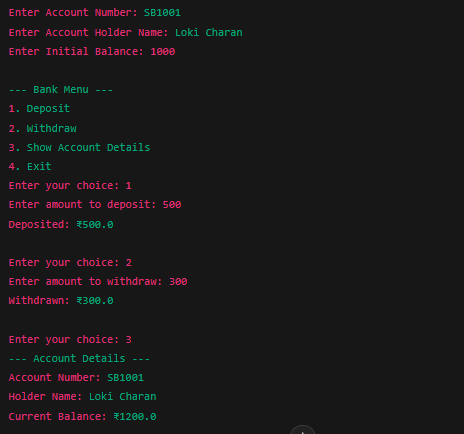 Enter Account Number: SB1001
Enter Account Holder Name: Loki Charan
Enter Initial Balance: 1000
--- Bank Menu ---
1. Deposit
2. Withdraw
3. Show Account Details
4. Exit
Enter your choice: 1
Enter amount to deposit: 500
Deposited: ₹500.0
Enter your choice: 2
Enter amount to withdraw: 300
Withdrawn: ₹300.0
Enter your choice: 3
--- Account Details ---
Account Number: SB1001
Holder Name: Loki Charan
Current Balance: ₹1200.0